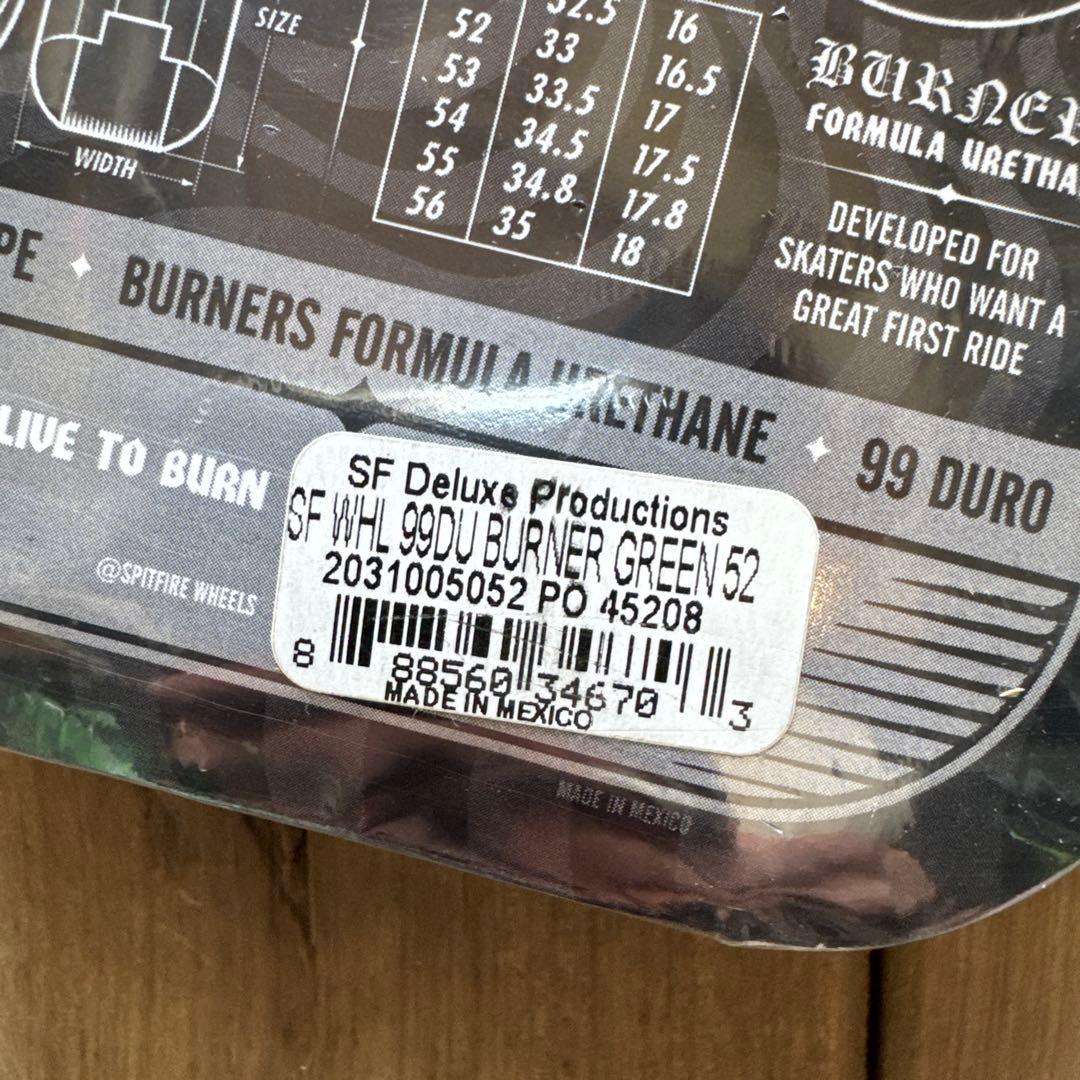 SIZE
WIDTH
52 33 16.5
53 33.5 17
54 34.5 17.5
55 34.8 17.8
56 35 18
32.5 16
BURNE
FORMULA URETHA
DEVELOPED FOR
SKATERS WHO WANT A
GREAT FIRST RIDE
PE BURNERS FORMULA URETHANE 99 DURO
LIVE TO BURN
@SPITFIRE WHEELS
SF Deluxe Productions
SF WHL 99DU BURNER GREEN 52
2031005052 PO 45208
8 88560 34670 3
MADE IN MEXICO
MADE IN MEXICO